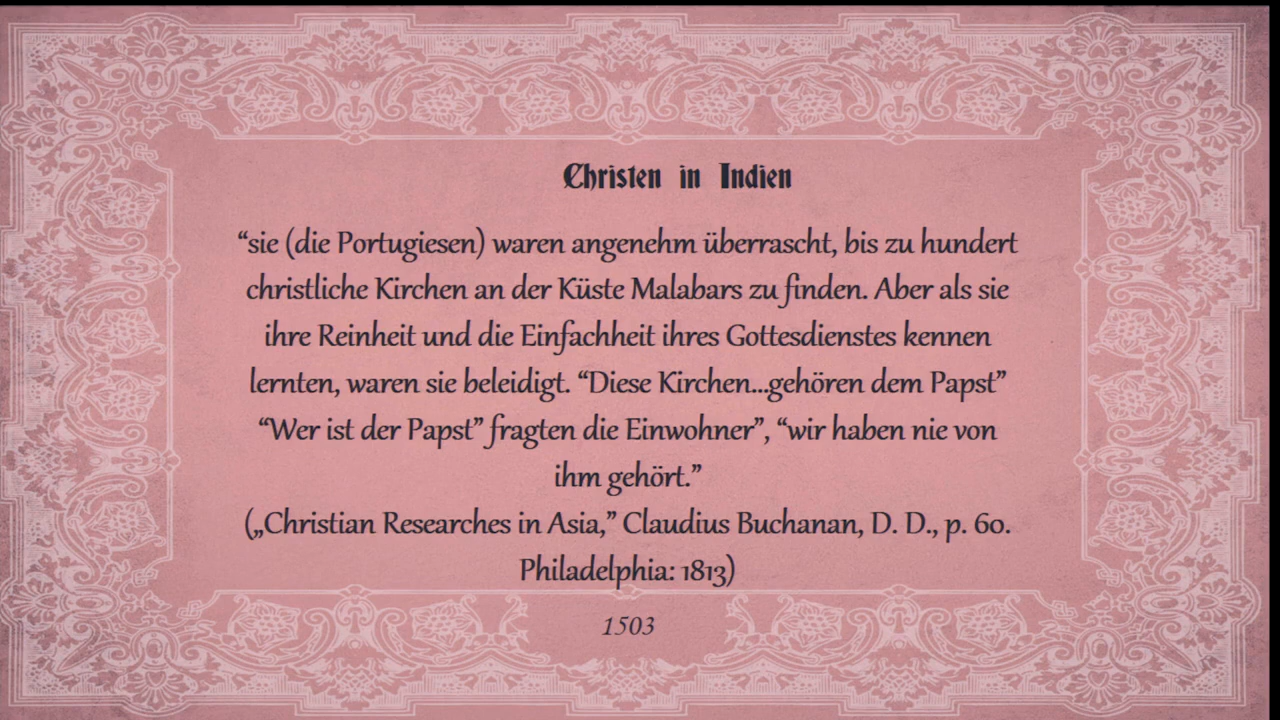 Christen in Indien
“sie (die Portugiesen) waren angenehm überrascht, bis zu hundert
christliche Kirchen an der Küste Malabars zu finden. Aber als sie
ihre Reinheit und die Einfachheit ihres Gottesdienstes kennen
lernten, waren sie beleidigt. “Diese Kirchen...gehören dem Papst”
“Wer ist der Papst” fragten die Einwohner”, “wir haben nie von
ihm gehört.”
(„Christian Researches in Asia,” Claudius Buchanan, D. D., p. 60.
Philadelphia: 1813)
1503